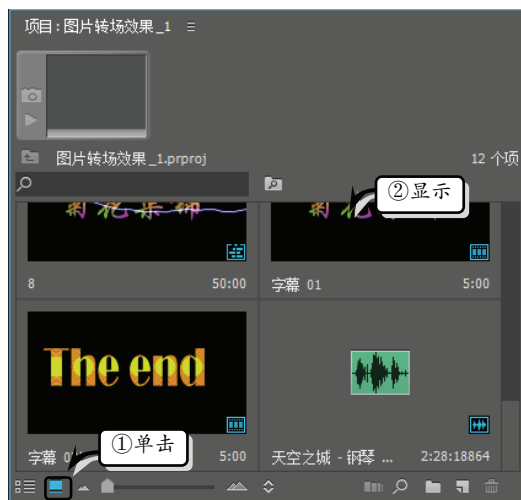 项目:图片转场效果_1
图片转场效果_1.prproj
12 个项
②显示
8
50:00
字幕 01
5:00
The end
①单击
字幕
5:00
天空之城 - 钢琴 ...
2:28:18864